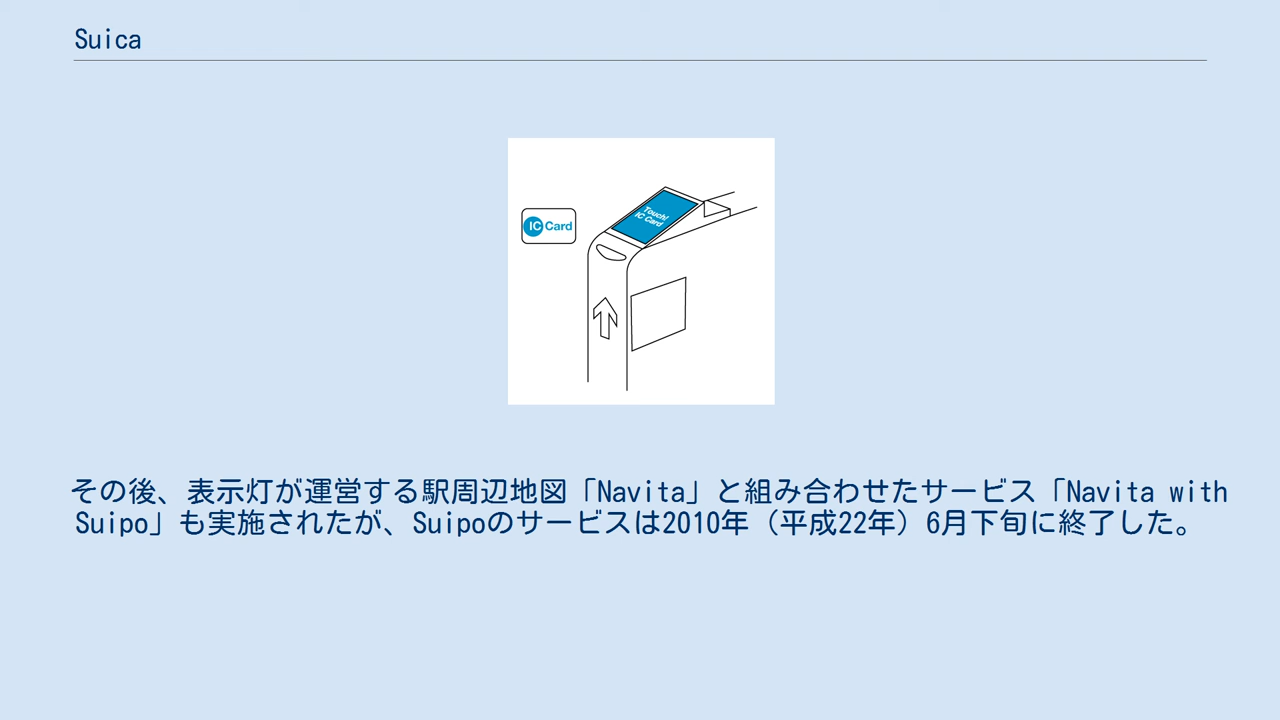 Suica
Touch!
IC Card
IC Card
その後、表示灯が運営する駅周辺地図「Navita」と組み合わせたサービス「Navita with
Suipo」も実施されたが、Suipoのサービスは2010年（平成22年）6月下旬に終了した。